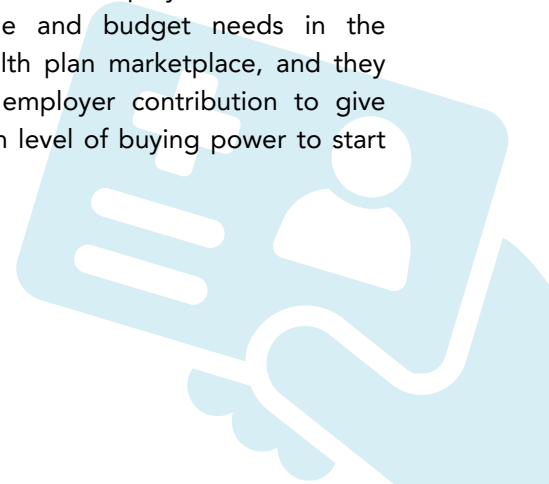 e and budget needs in the
lth plan marketplace, and they
employer contribution to give
level of buying power to start